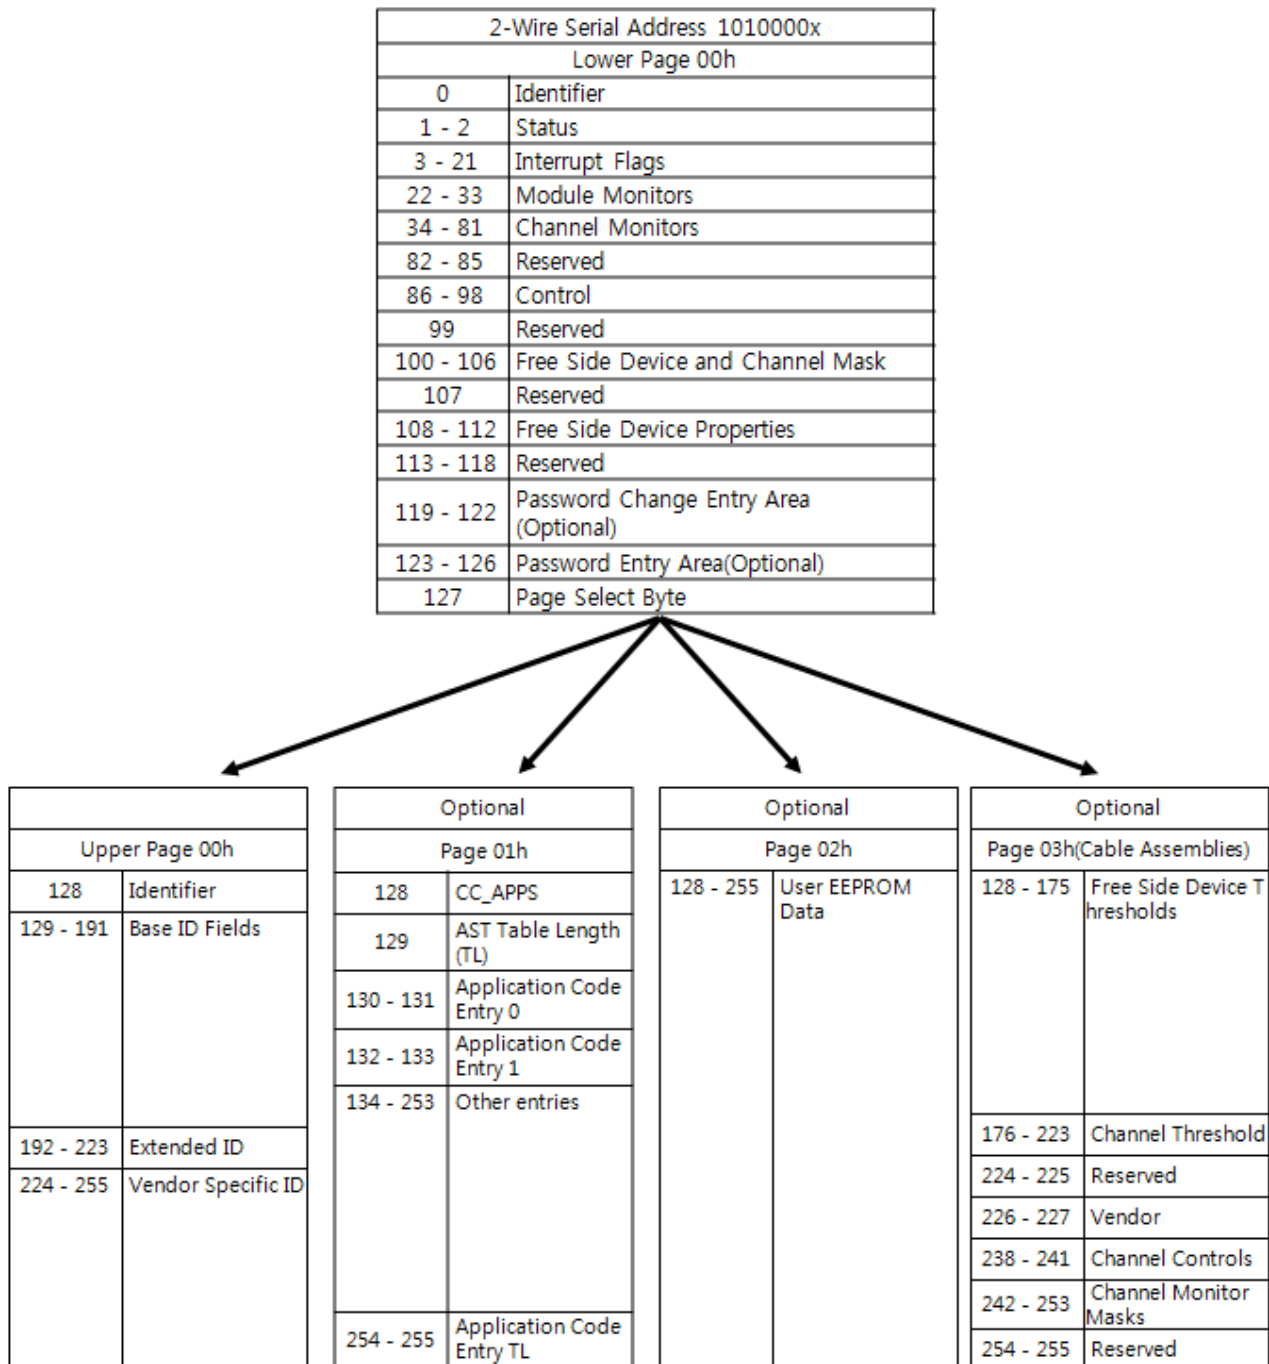 2-Wire Serial Address 1010000x
Lower Page 00h
0 Identifier
1 - 2 Status
3 - 21 Interrupt Flags
22 - 33 Module Monitors
34 - 81 Channel Monitors
82 - 85 Reserved
86 - 98 Control
99 Reserved
100 - 106 Free Side Device and Channel Mask
107 Reserved
108 - 112 Free Side Device Properties
113 - 118 Reserved
119 - 122 Password Change Entry Area
(Optional)
123 - 126 Password Entry Area(Optional)
127 Page Select Byte
Upper Page 00h
128 Identifier
129 - 191 Base ID Fields
192 - 223 Extended ID
224 - 255 Vendor Specific ID
Optional
Page 01h
128 CC_APPS
129 AST Table Length
(TL)
130 - 131 Application Code
Entry 0
132 - 133 Application Code
Entry 1
134 - 253 Other entries
254 - 255 Application Code
Entry TL
Optional
Page 02h
128 - 255 User EEPROM
Data
Optional
Page 03h(Cable Assemblies)
128 - 175 Free Side Device T
hresholds
176 - 223 Channel Threshold
224 - 225 Reserved
226 - 227 Vendor
238 - 241 Channel Controls
242 - 253 Channel Monitor
Masks
254 - 255 Reserved